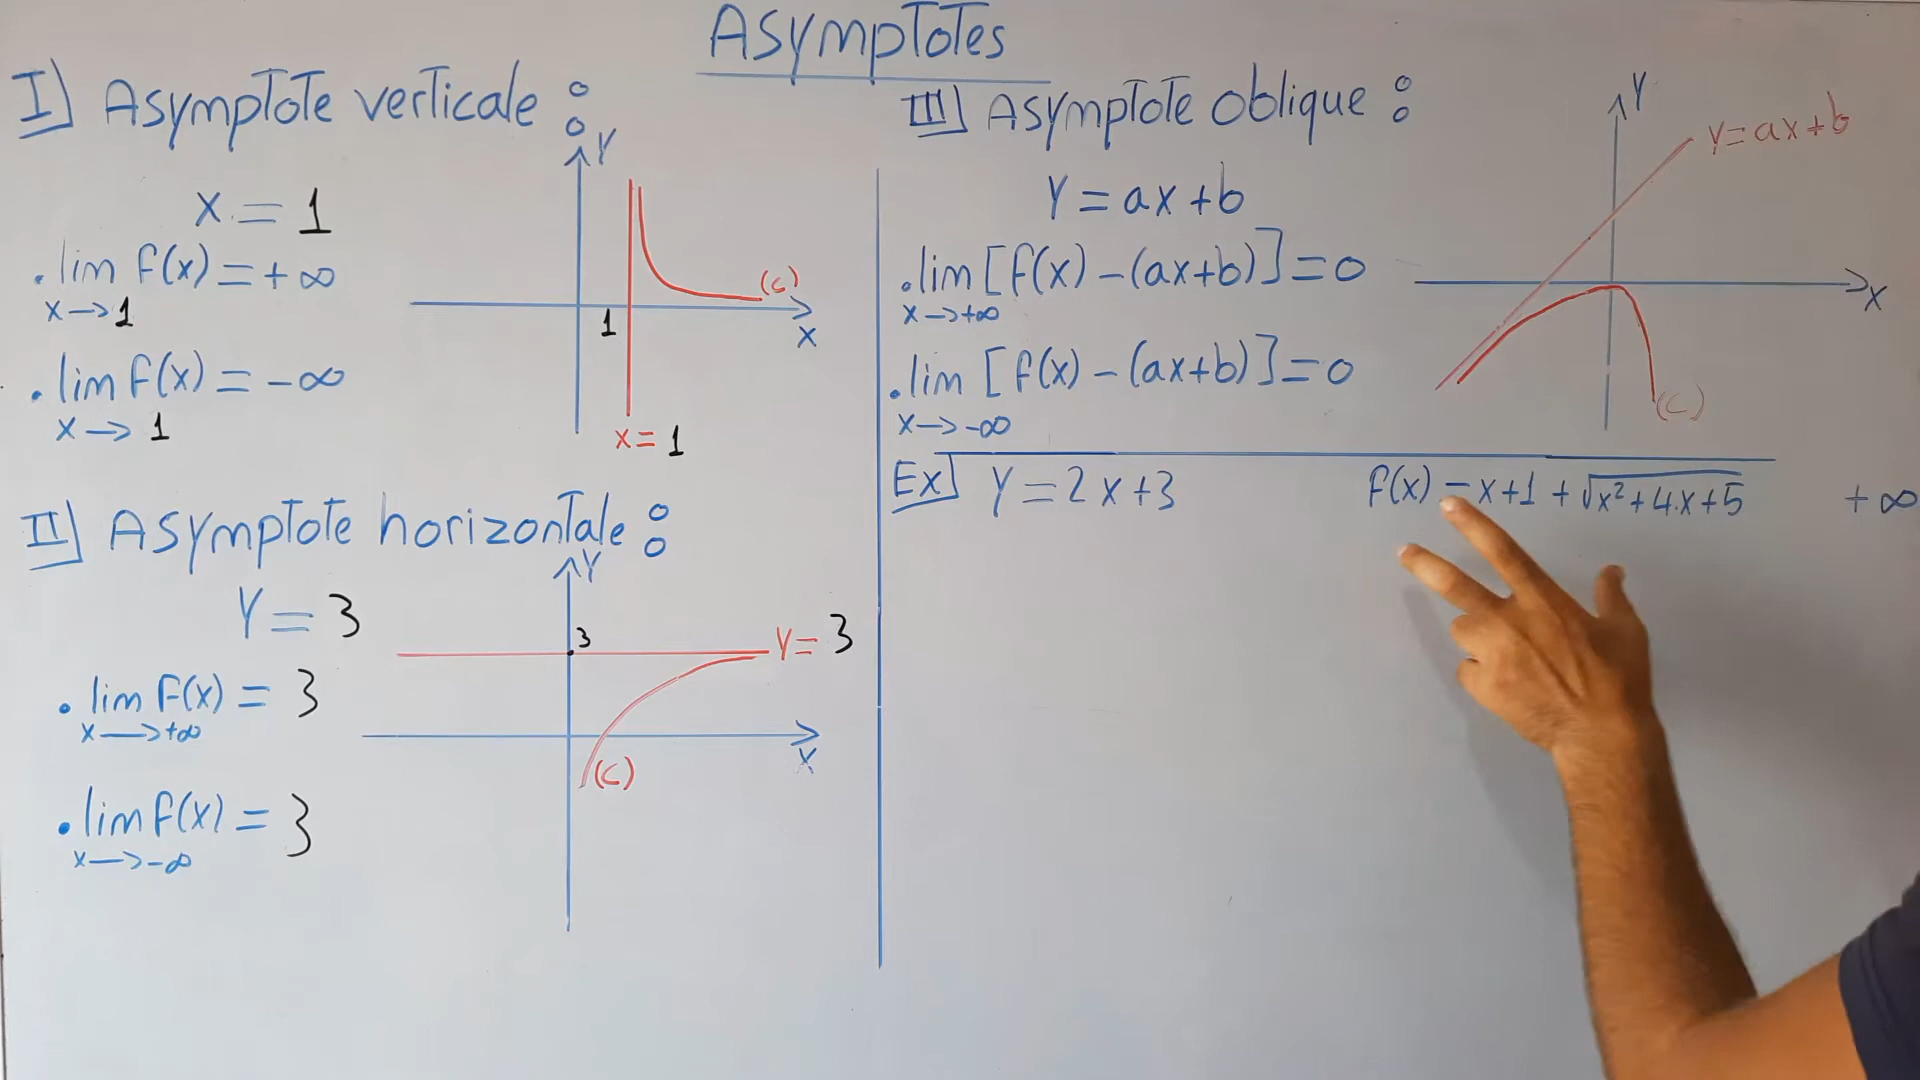 Asymptotes
I) Asymptote verticale :
x = 1
. lim f(x) = +∞
x → 1
. lim f(x) = -∞
x → 1
Y
(C)
1
X
x = 1
II) Asymptote horizontale :
Y = 3
. lim f(x) = 3
x → +∞
. lim f(x) = 3
x → -∞
Y
3
Y = 3
X
(C)
III) Asymptote oblique :
Y = ax + b
. lim [f(x) - (ax+b)] = 0
x → +∞
. lim [f(x) - (ax+b)] = 0
x → -∞
Y
Y = ax + b
X
(C)
Ex) Y = 2x + 3 f(x) = x + 1 + √x² + 4x + 5 +∞